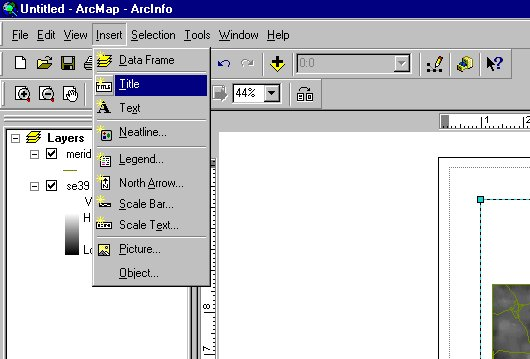 Untitled - ArcMap - ArcInfo
File Edit View Insert Selection Tools Window Help
Data Frame
0:0
Title
44%
Text
Neatline...
Layers
Legend...
merid
North Arrow...
se39
Scale Bar...
V
H
Scale Text...
Lo
Picture...
Object...
1
2
8